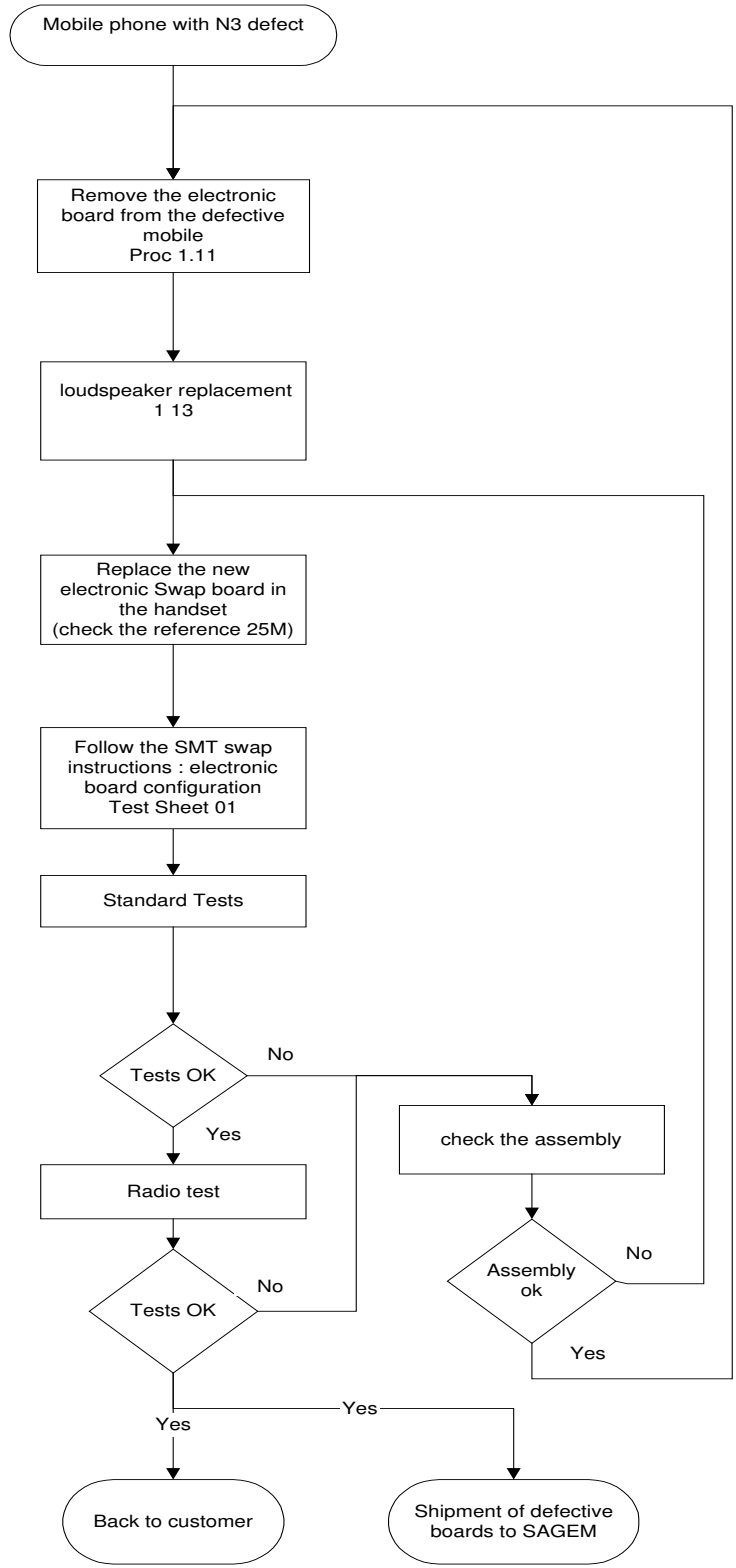 Mobile phone with N3 defect
Remove the electronic
board from the defective
mobile
Proc 1.11
loudspeaker replacement
1 13
Replace the new
electronic Swap board in
the handset
(check the reference 25M)
Follow the SMT swap
instructions : electronic
board configuration
Test Sheet 01
Standard Tests
Tests OK
No
Yes
check the assembly
Radio test
Tests OK
No
Assembly
ok
No
Yes
Yes
Yes
Back to customer
Shipment of defective
boards to SAGEM